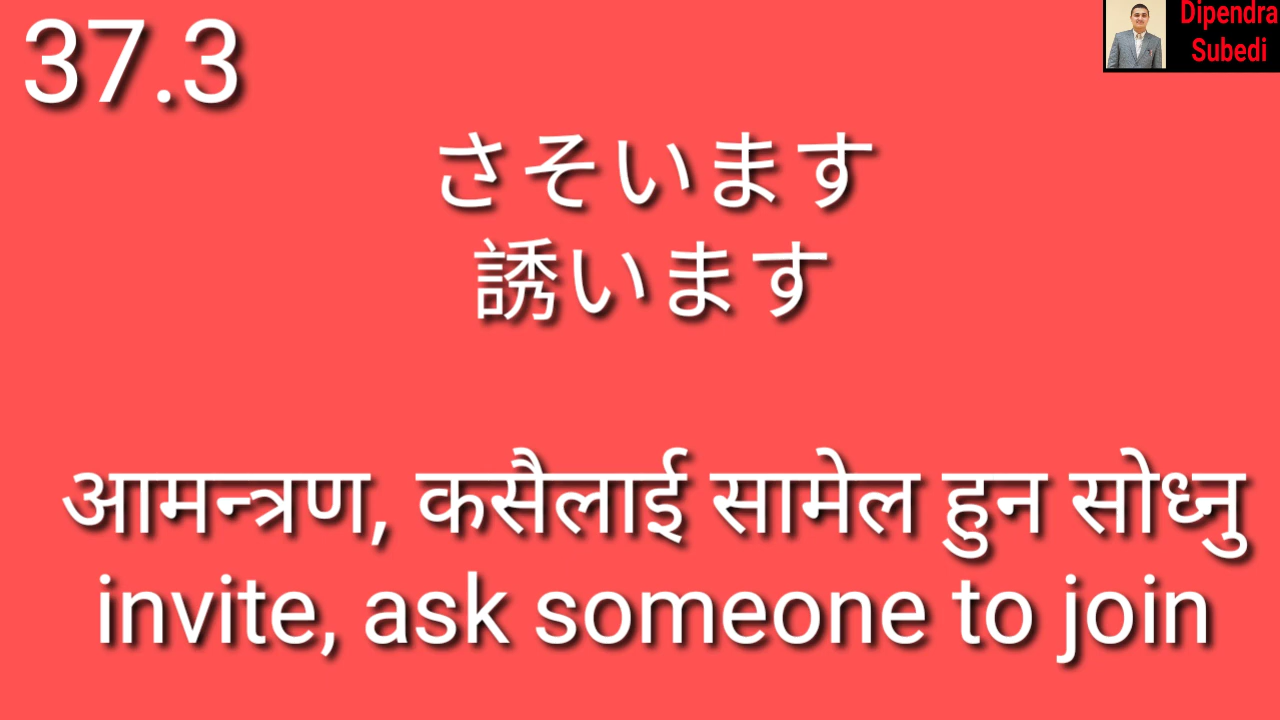 37.3
Dipendra
Subedi
さそいます
誘います
आमन्त्रण, कसैलाई सामेल हुन सोध्नु
invite, ask someone to join